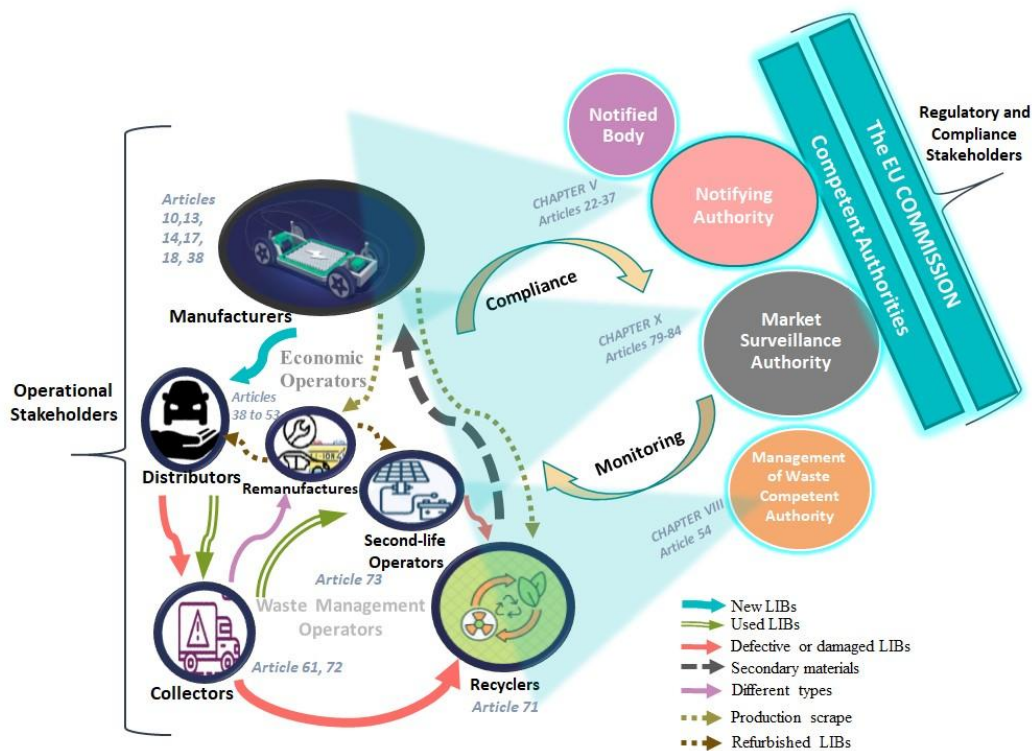 Operational
Stakeholders
Articles
10,13,
14,17,
18, 38
Manufacturers
Economic
Operators
Articles
38 to 53
Distributors
Remanufactures
LI-ION
Second-life
Operators
Article 73
Waste Management
Operators
Article 61, 72
Collectors
Recyclers
Article 71
Compliance
Monitoring
CHAPTER V
Articles 22-37
CHAPTER X
Articles 79-84
CHAPTER VIII
Article 54
Notified
Body
Notifying
Authority
Market
Surveillance
Authority
Management
of Waste
Competent
Authority
Competent Authorities
The EU COMMISSION
Regulatory and
Compliance
Stakeholders
New LIBs
Used LIBs
Defective or damaged LIBs
Secondary materials
Different types
Production scrape
Refurbished LIBs